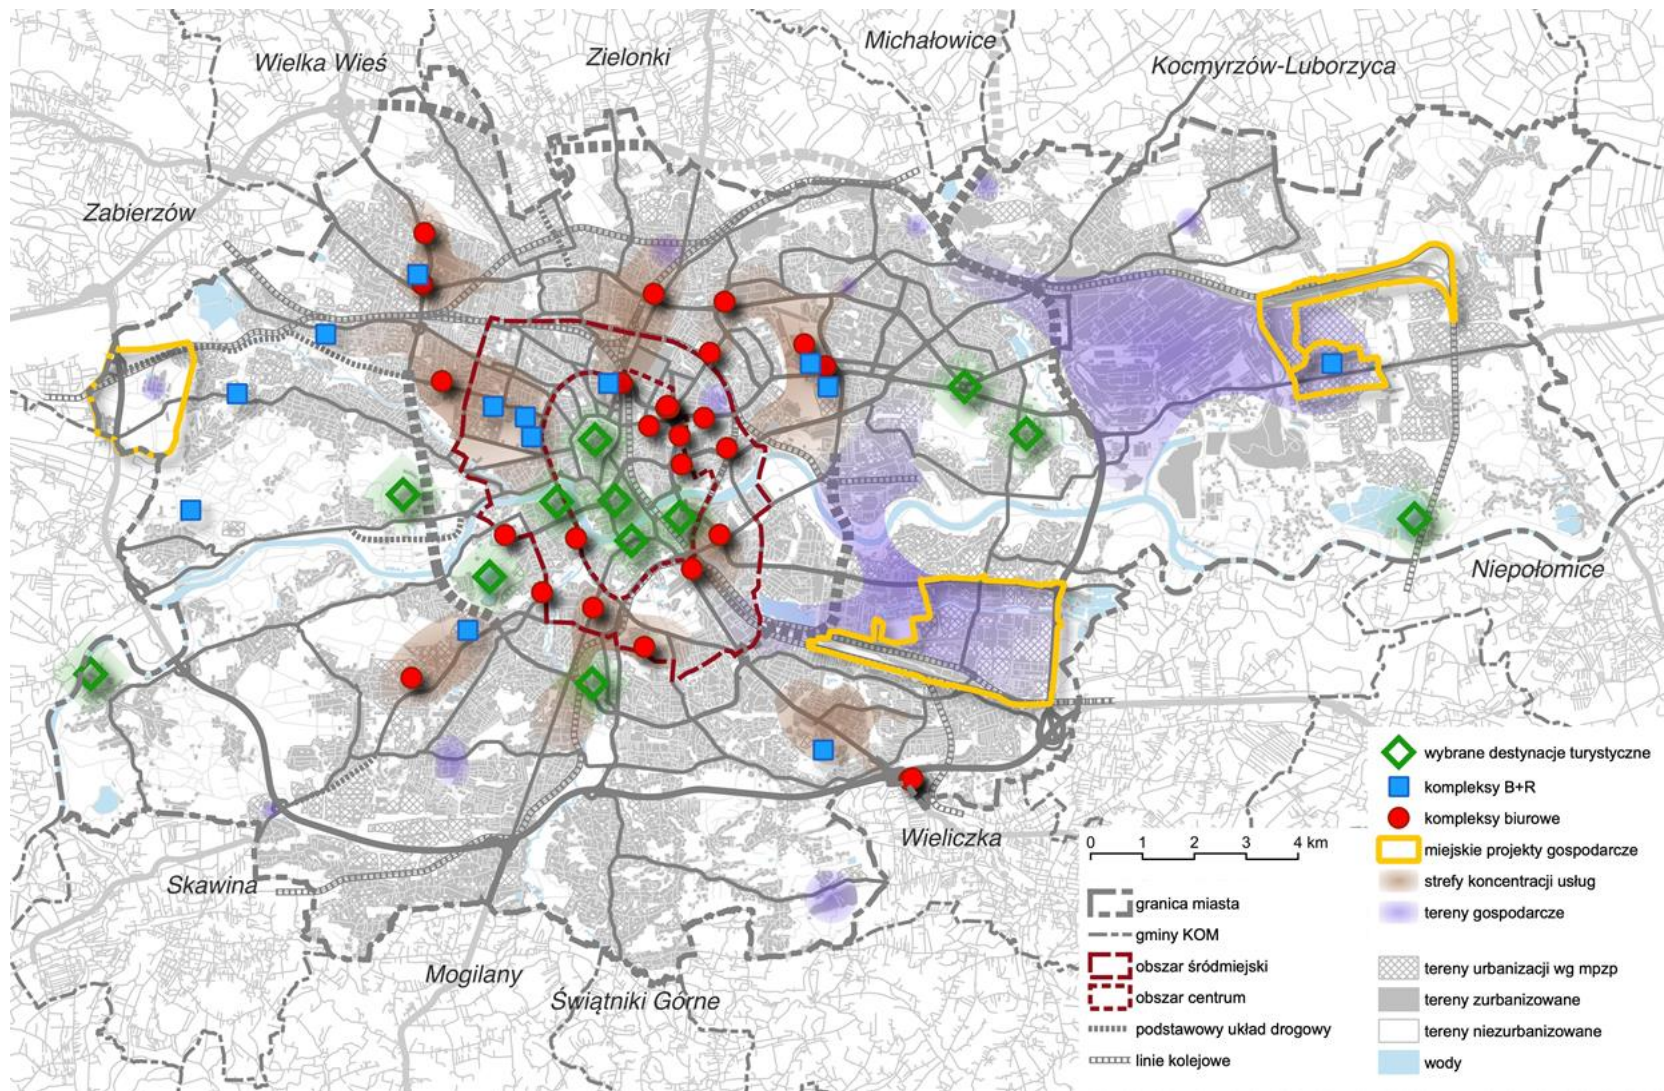 Wielka Wieś
Zielonki
Michałowice
Kocmyrzów-Luborzyca
Zabierzów
Niepołomice
Wieliczka
Skawina
Mogilany
Świątniki Górne
wybrane destynacje turystyczne
kompleksy B+R
kompleksy biurowe
miejskie projekty gospodarcze
strefy koncentracji usług
tereny gospodarcze
tereny urbanizacji wg mpzp
tereny zurbanizowane
tereny niezurbanizowane
wody
0 1 2 3 4 km
granica miasta
gminy KOM
obszar śródmiejski
obszar centrum
podstawowy układ drogowy
linie kolejowe